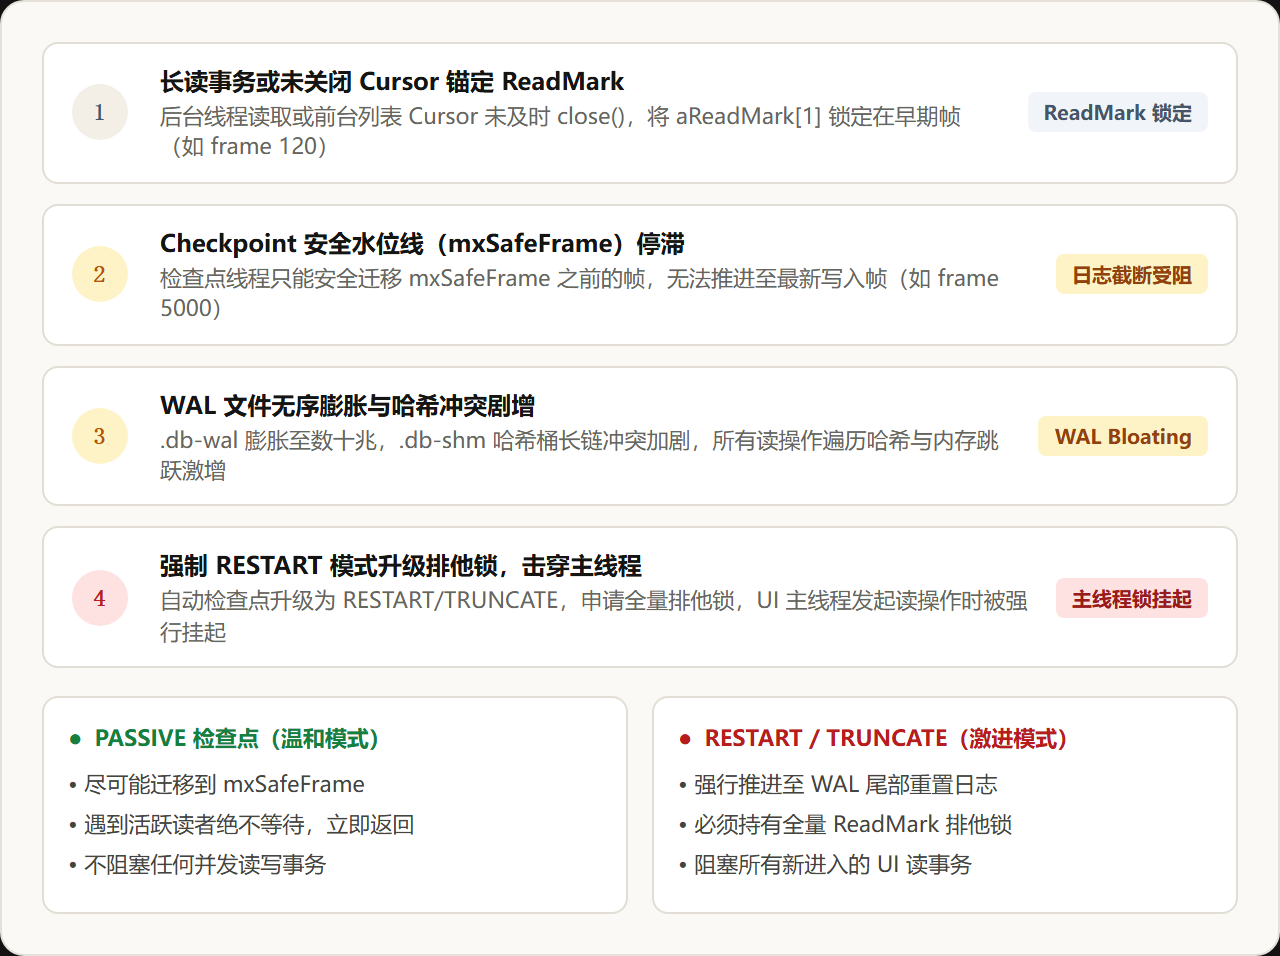 1
长读事务或未关闭 Cursor 锚定 ReadMark
后台线程读取或前台列表 Cursor 未及时 close()，将 aReadMark[1] 锁定在早期帧
（如 frame 120）
ReadMark 锁定
2
Checkpoint 安全水位线（mxSafeFrame）停滞
检查点线程只能安全迁移 mxSafeFrame 之前的帧，无法推进至最新写入帧（如 frame
5000）
日志截断受阻
3
WAL 文件无序膨胀与哈希冲突剧增
.db-wal 膨胀至数十兆，.db-shm 哈希桶长链冲突加剧，所有读操作遍历哈希与内存跳
跃激增
WAL Bloating
4
强制 RESTART 模式升级排他锁，击穿主线程
自动检查点升级为 RESTART/TRUNCATE，申请全量排他锁，UI 主线程发起读操作时被强
行挂起
主线程锁挂起
● PASSIVE 检查点（温和模式）
• 尽可能迁移到 mxSafeFrame
• 遇到活跃读者绝不等待，立即返回
• 不阻塞任何并发读写事务
● RESTART / TRUNCATE（激进模式）
• 强行推进至 WAL 尾部重置日志
• 必须持有全量 ReadMark 排他锁
• 阻塞所有新进入的 UI 读事务